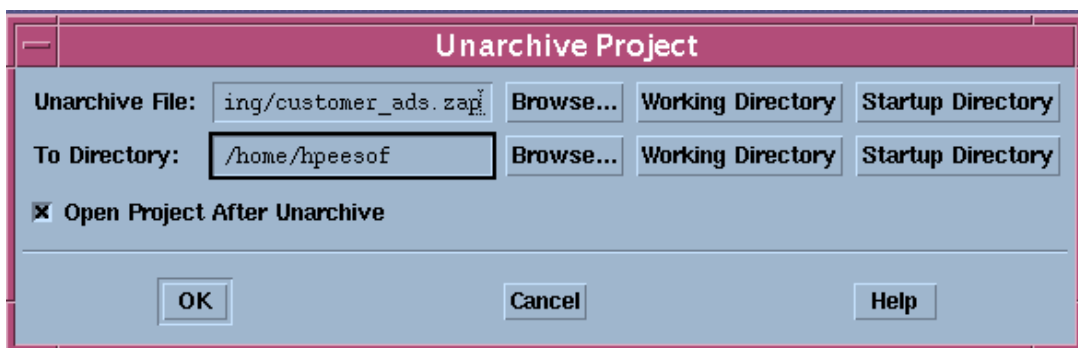 Unarchive Project
Unarchive File: ing/customer_ads.zap Browse... Working Directory Startup Directory
To Directory: /home/hpeesof Browse... Working Directory Startup Directory
Open Project After Unarchive
OK Cancel Help